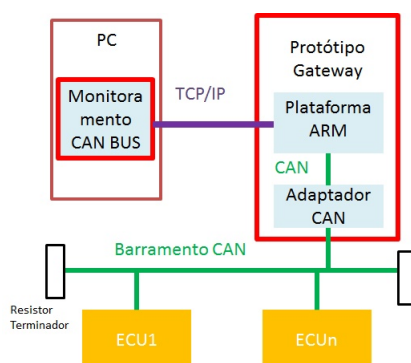 PC
Monitora
mento
CAN BUS
TCP/IP
Protótipo
Gateway
Plataforma
ARM
CAN
Adaptador
CAN
Barramento CAN
Resistor
Terminador
ECU1
ECUn